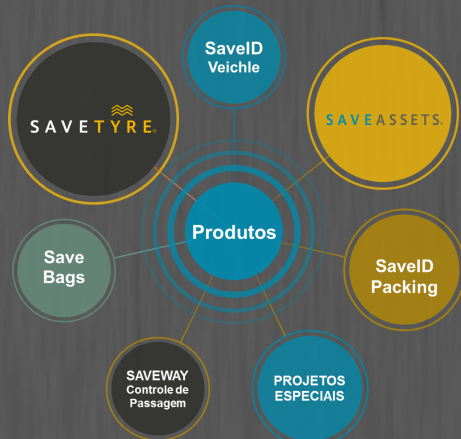 SaveID
Veichle
SAVETYRE®
SAVEASSETS®
Produtos
Save
Bags
SaveID
Packing
SAVEWAY
Controle de
Passagem
PROJETOS
ESPECIAIS